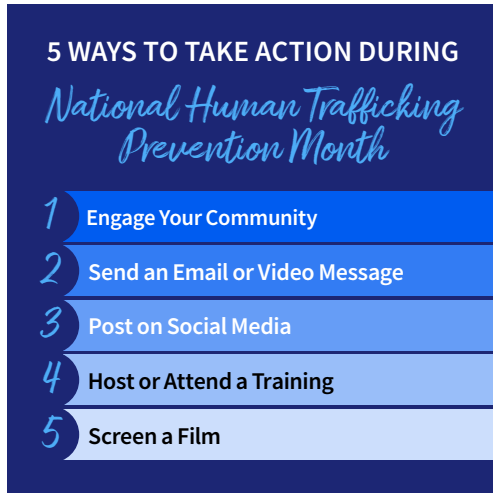 5 WAYS TO TAKE ACTION DURING
National Human Trafficking
Prevention Month
1 Engage Your Community
2 Send an Email or Video Message
3 Post on Social Media
4 Host or Attend a Training
5 Screen a Film